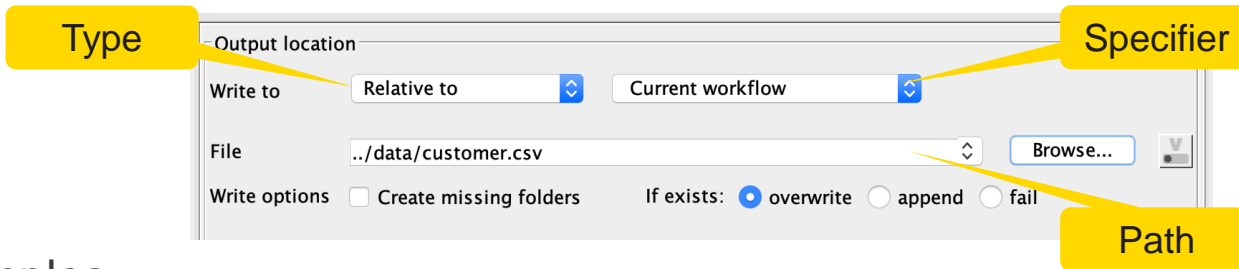 Type
Specifier
Output location
Write to Relative to Current workflow
File ../data/customer.csv Browse... V
Write options Create missing folders If exists: overwrite append fail
Path